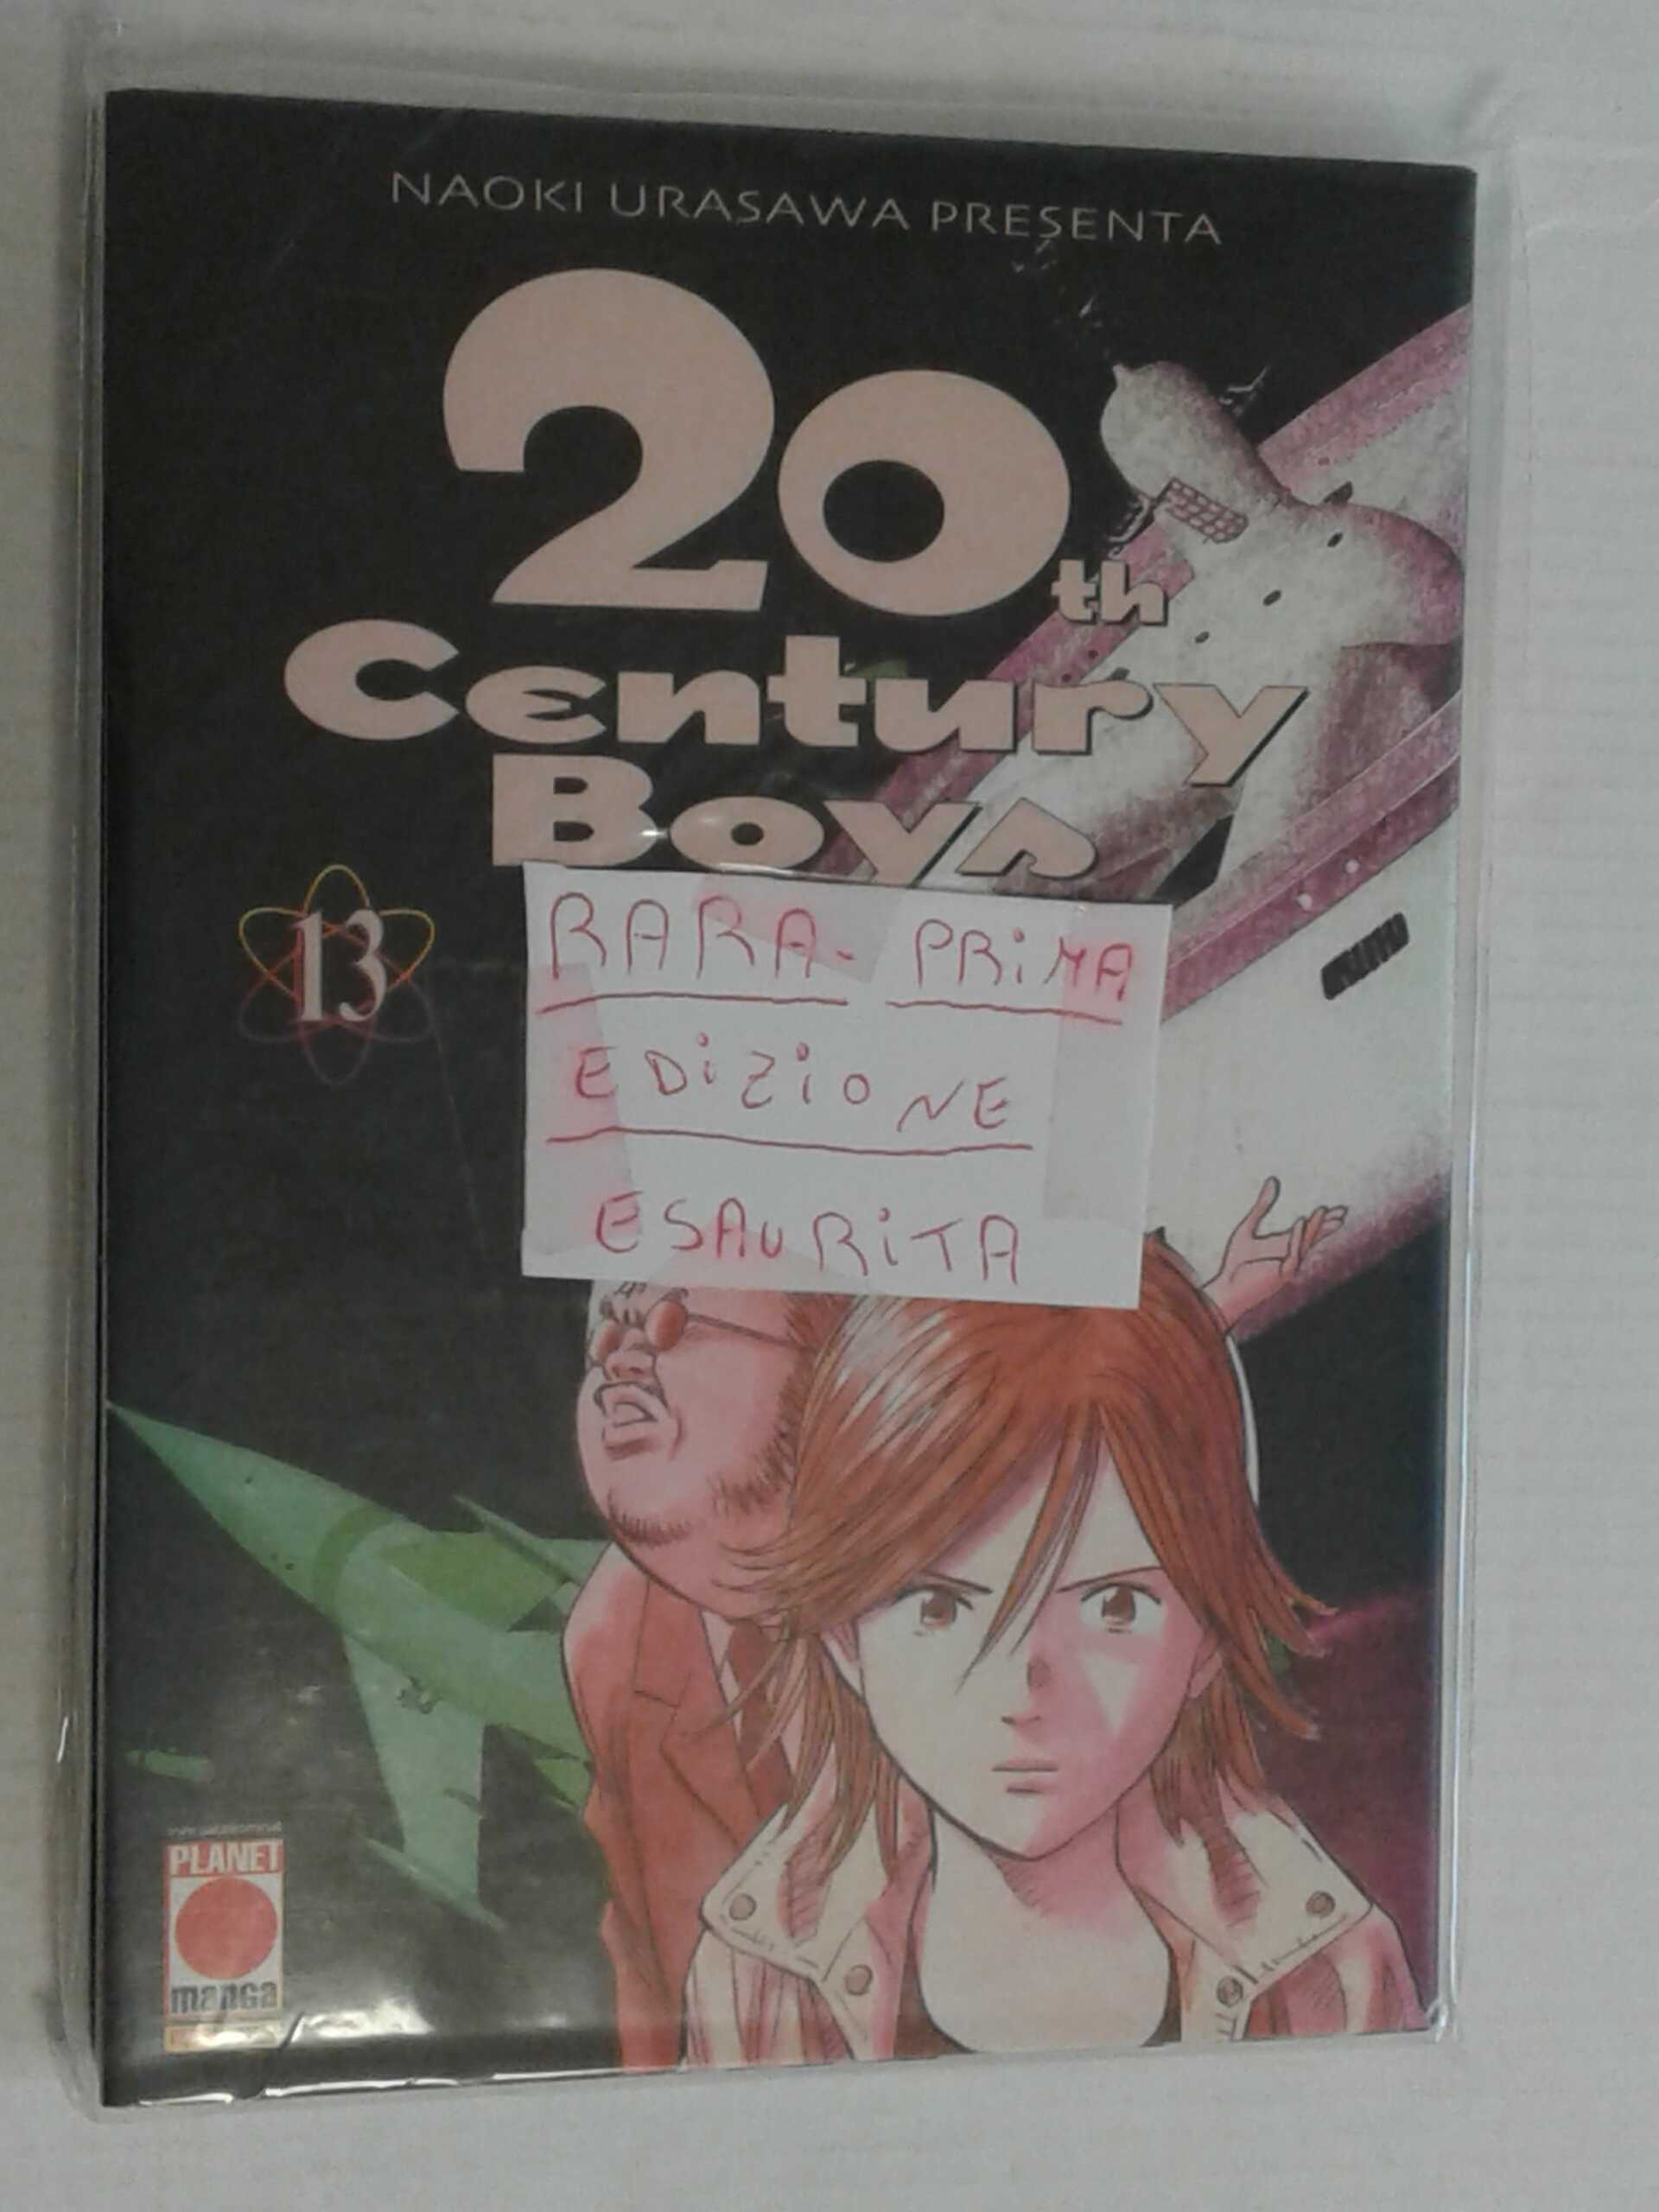 NAOKI URASAWA PRESENTA
20th
Century
Boys
13
RARA - PRIMA
EDIZIONE
ESAURITA
PLANET
manga